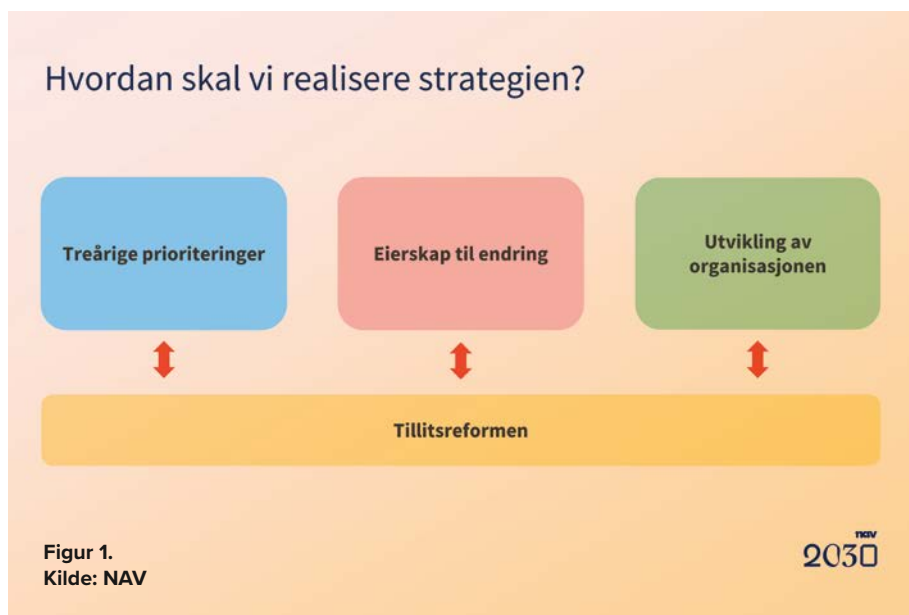 Hvordan skal vi realisere strategien?
Treårige prioriteringer
Eierskap til endring
Utvikling av
organisasjonen
Tillitsreformen
Figur 1.
Kilde: NAV
nav
2030